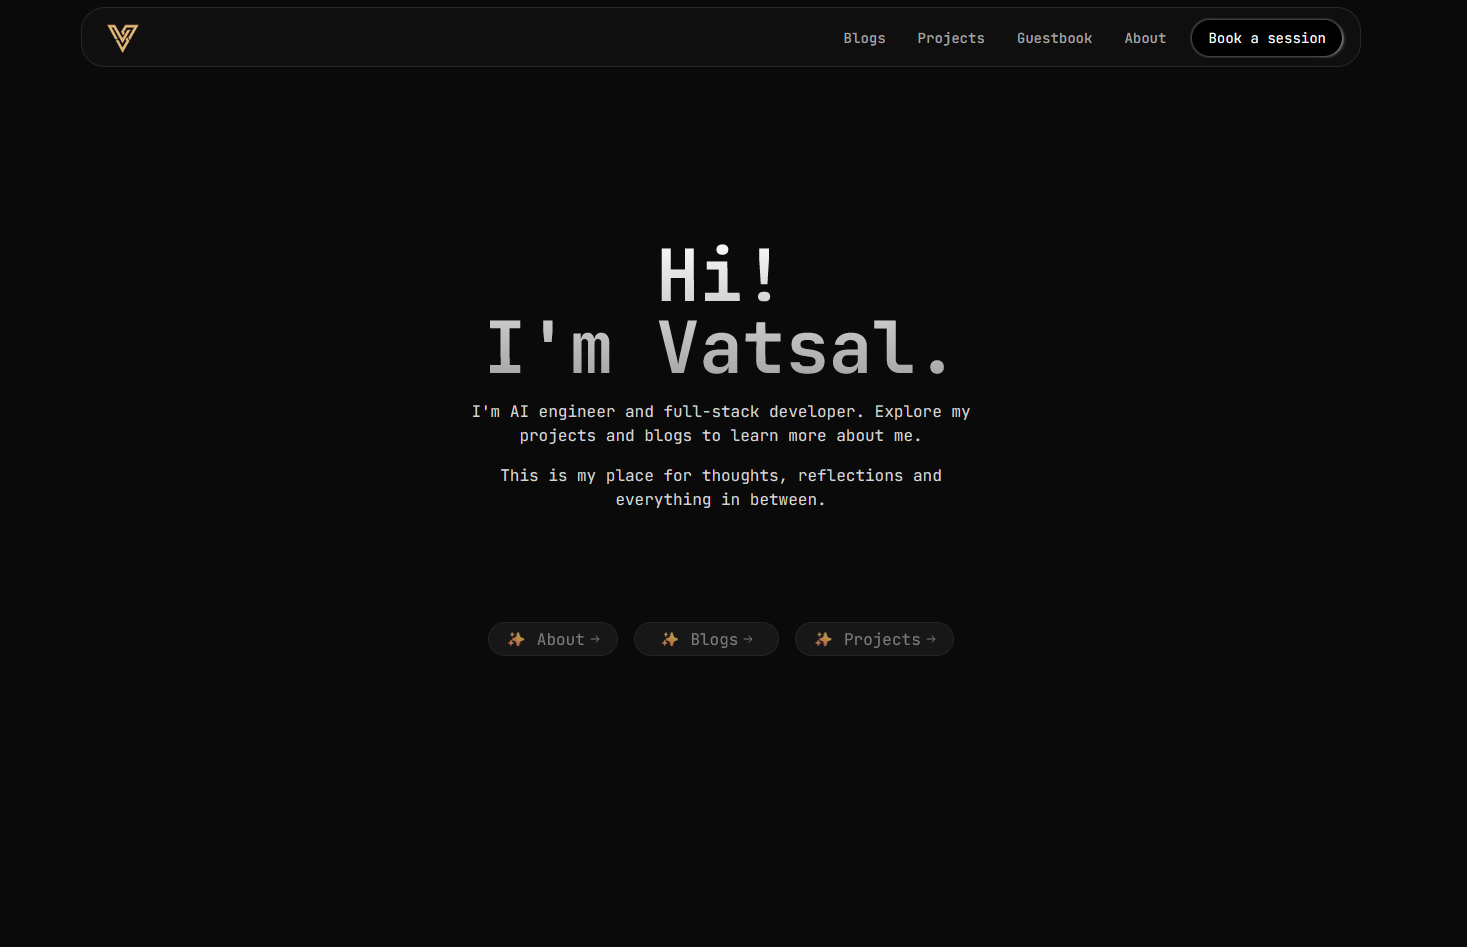 Blogs Projects Guestbook About Book a session
Hi!
I'm Vatsal.
I'm AI engineer and full-stack developer. Explore my
projects and blogs to learn more about me.
This is my place for thoughts, reflections and
everything in between.
✨ About → ✨ Blogs → ✨ Projects →